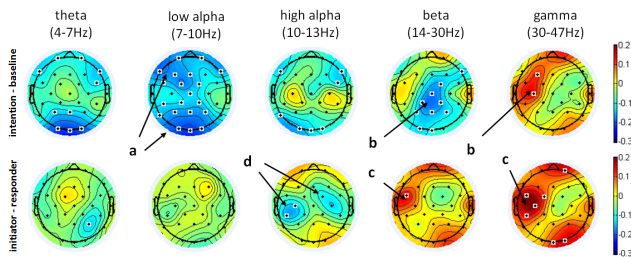 theta low alpha high alpha beta gamma
(4-7Hz) (7-10Hz) (10-13Hz) (14-30Hz) (30-47Hz)
intention - baseline
0.2
0.1
0
-0.1
-0.2
-0.3
a
b
b
initiator - responder
d
c
c
0.2
0.1
0
-0.1
-0.2
-0.3